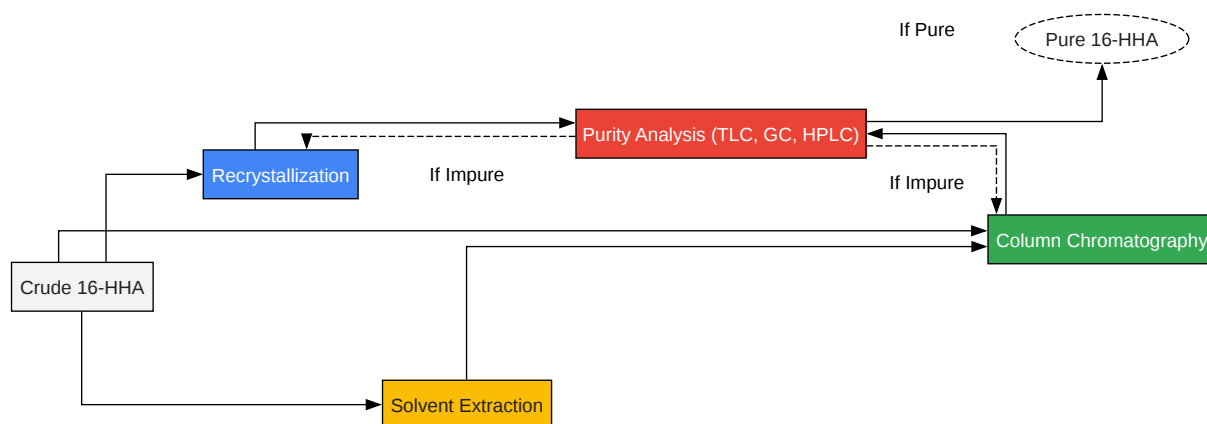 If Pure
Pure 16-HHA
Purity Analysis (TLC, GC, HPLC)
Recrystallization
If Impure
If Impure
Column Chromatography
Crude 16-HHA
Solvent Extraction